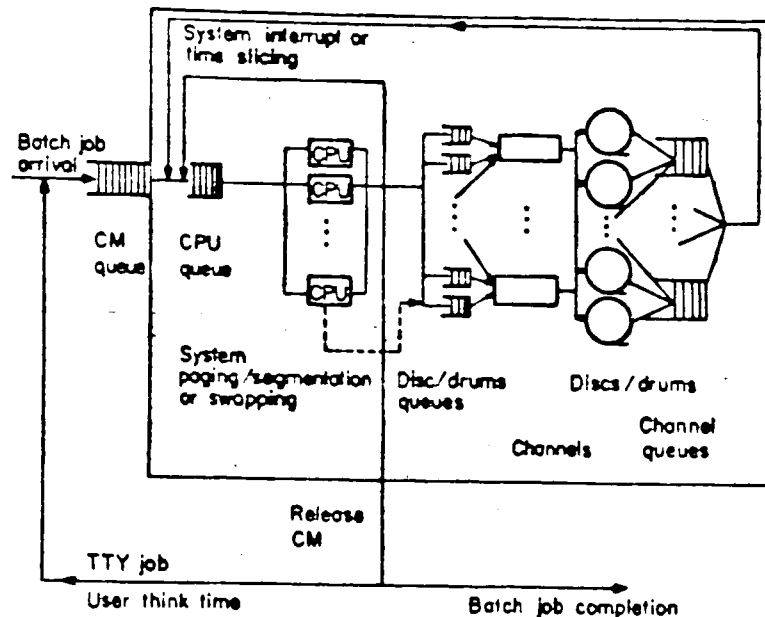 System interrupt or
time slicing
Batch job
arrival
CPU
CPU
CPU
CM
queue
CPU
queue
System
paging/segmentation
or swapping
Disc/drums
queues
Discs/drums
Channels
Channel
queues
Release
CM
TTY job
User think time
Batch job completion